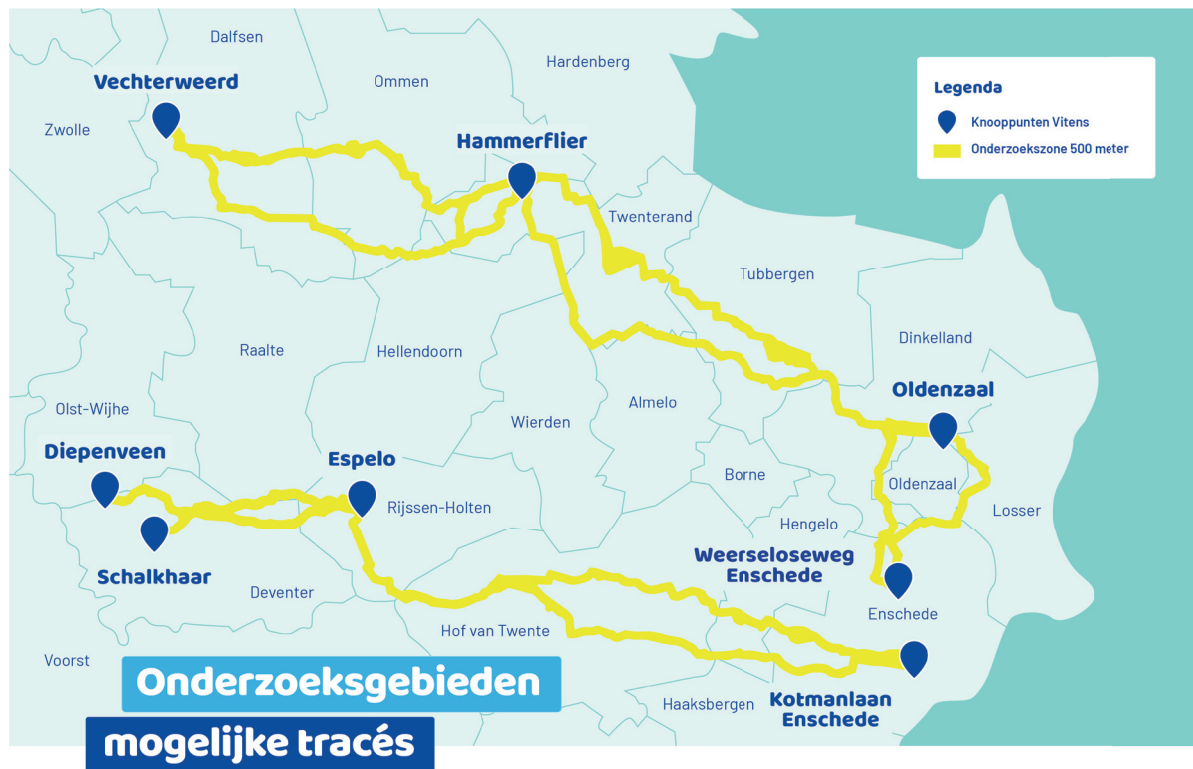 Dalfsen
Vechterweerd
Ommen
Hardenberg
Zwolle
Hammerflier
Legenda
Knooppunten Vitens
Onderzoekszone 500 meter
Twenterand
Tubbergen
Dinkelland
Raalte
Hellendoorn
Olst-Wijhe
Almelo
Oldenzaal
Wierden
Diepenveen
Espelo
Borne
Oldenzaal
Rijssen-Holten
Losser
Hengelo
Schalkhaar
Weerseloseweg
Enschede
Deventer
Enschede
Hof van Twente
Voorst
Onderzoeksgebieden
mogelijke tracés
Haaksbergen
Kotmanlaan
Enschede